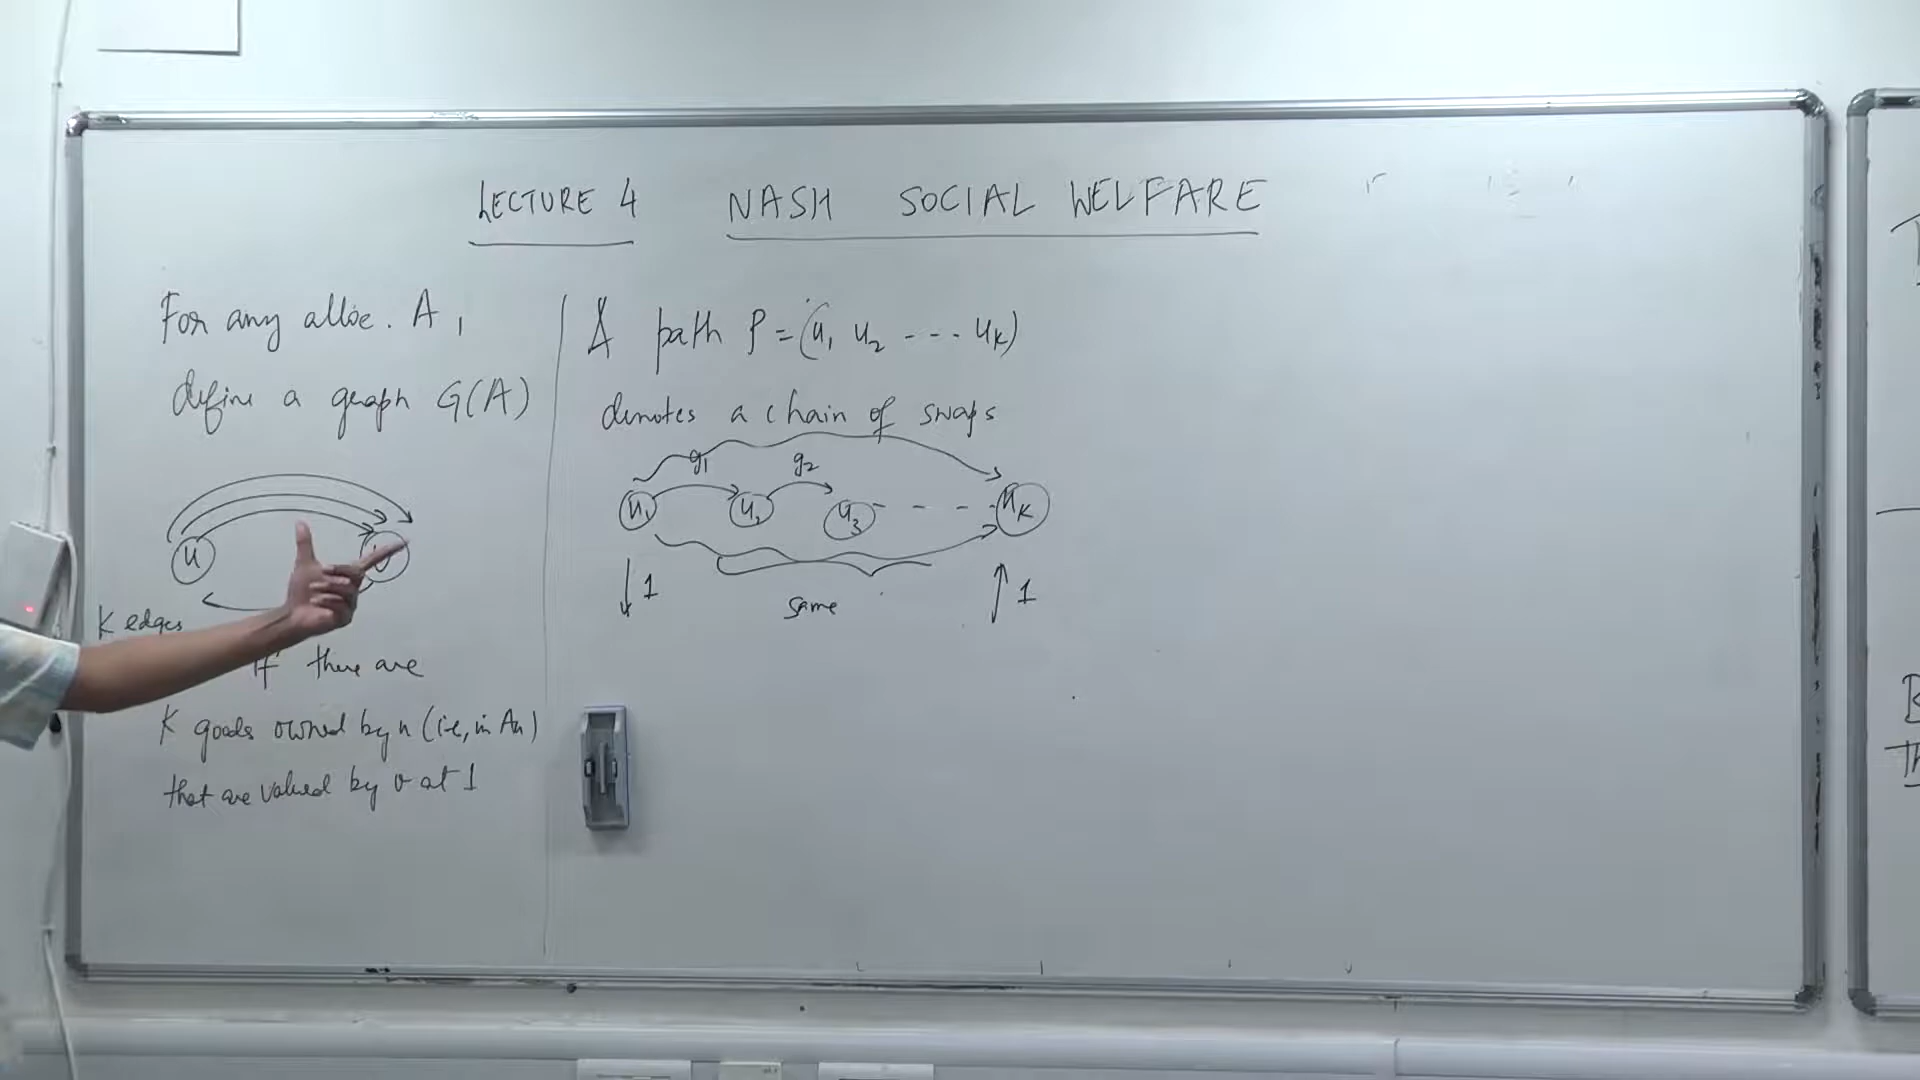 LECTURE 4 NASH SOCIAL WELFARE
For any alloc. A,
define a graph G(A)
u
K edges
if there are
K goods owned by u (i.e, in Au)
that are valued by v at 1
A path P = (u1 u2 ---- uk)
denotes a chain of swaps
g1 g2
u1 u2 u3 - - - uk
↓ 1 same ↑ 1